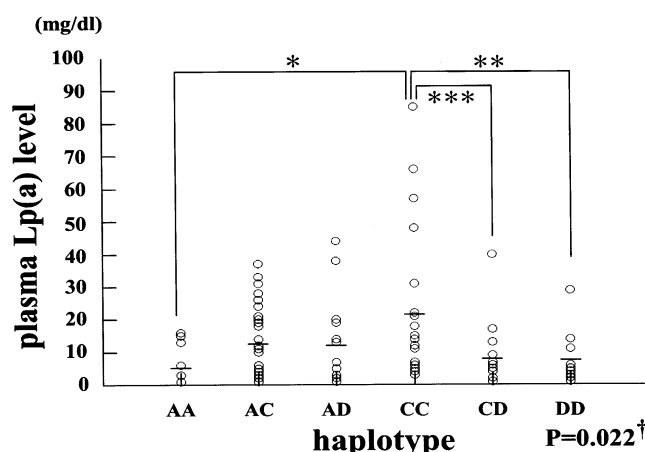 (mg/dl)
100
90
80
70
60
50
40
30
20
10
0
plasma Lp(a) level
*
**
***
AA AC AD CC CD DD
haplotype
P=0.022†